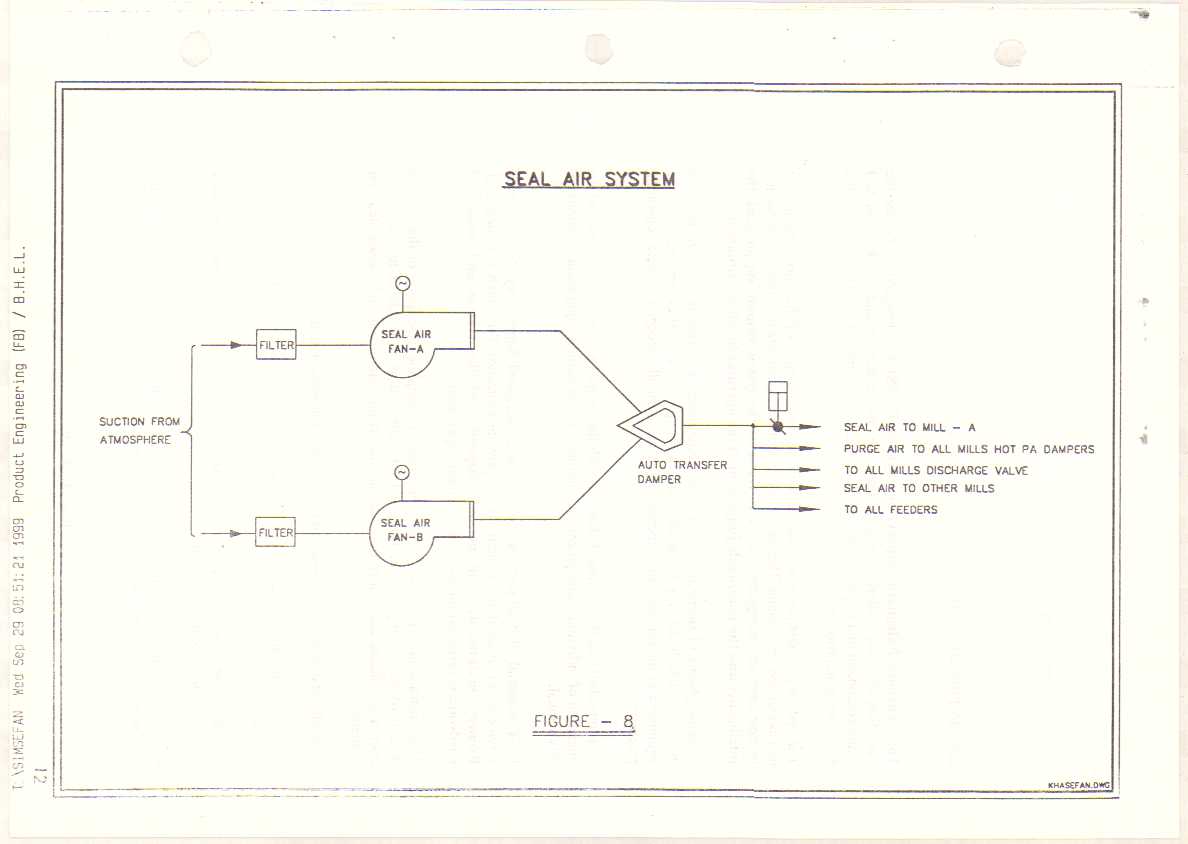 SEAL AIR SYSTEM
SEAL AIR
FAN-A
FILTER
SUCTION FROM
ATMOSPHERE
SEAL AIR
FAN-B
FILTER
AUTO TRANSFER
DAMPER
SEAL AIR TO MILL - A
PURGE AIR TO ALL MILLS HOT PA DAMPERS
TO ALL MILLS DISCHARGE VALVE
SEAL AIR TO OTHER MILLS
TO ALL FEEDERS
FIGURE - 8
KHASEFAN.DWG
I:\SIMSEFAN Wed Sep 29 08:51:21 1999 Product Engineering (FB) / B.H.E.L.
12